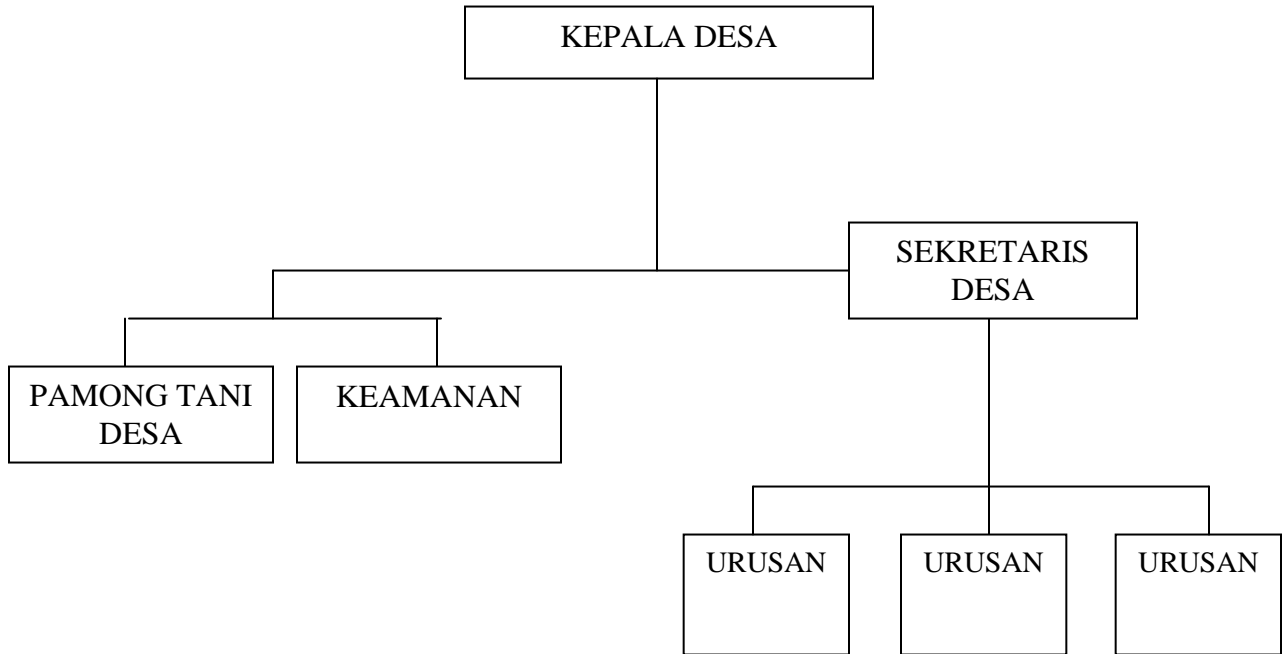 KEPALA DESA
SEKRETARIS
DESA
PAMONG TANI
DESA
KEAMANAN
URUSAN
URUSAN
URUSAN